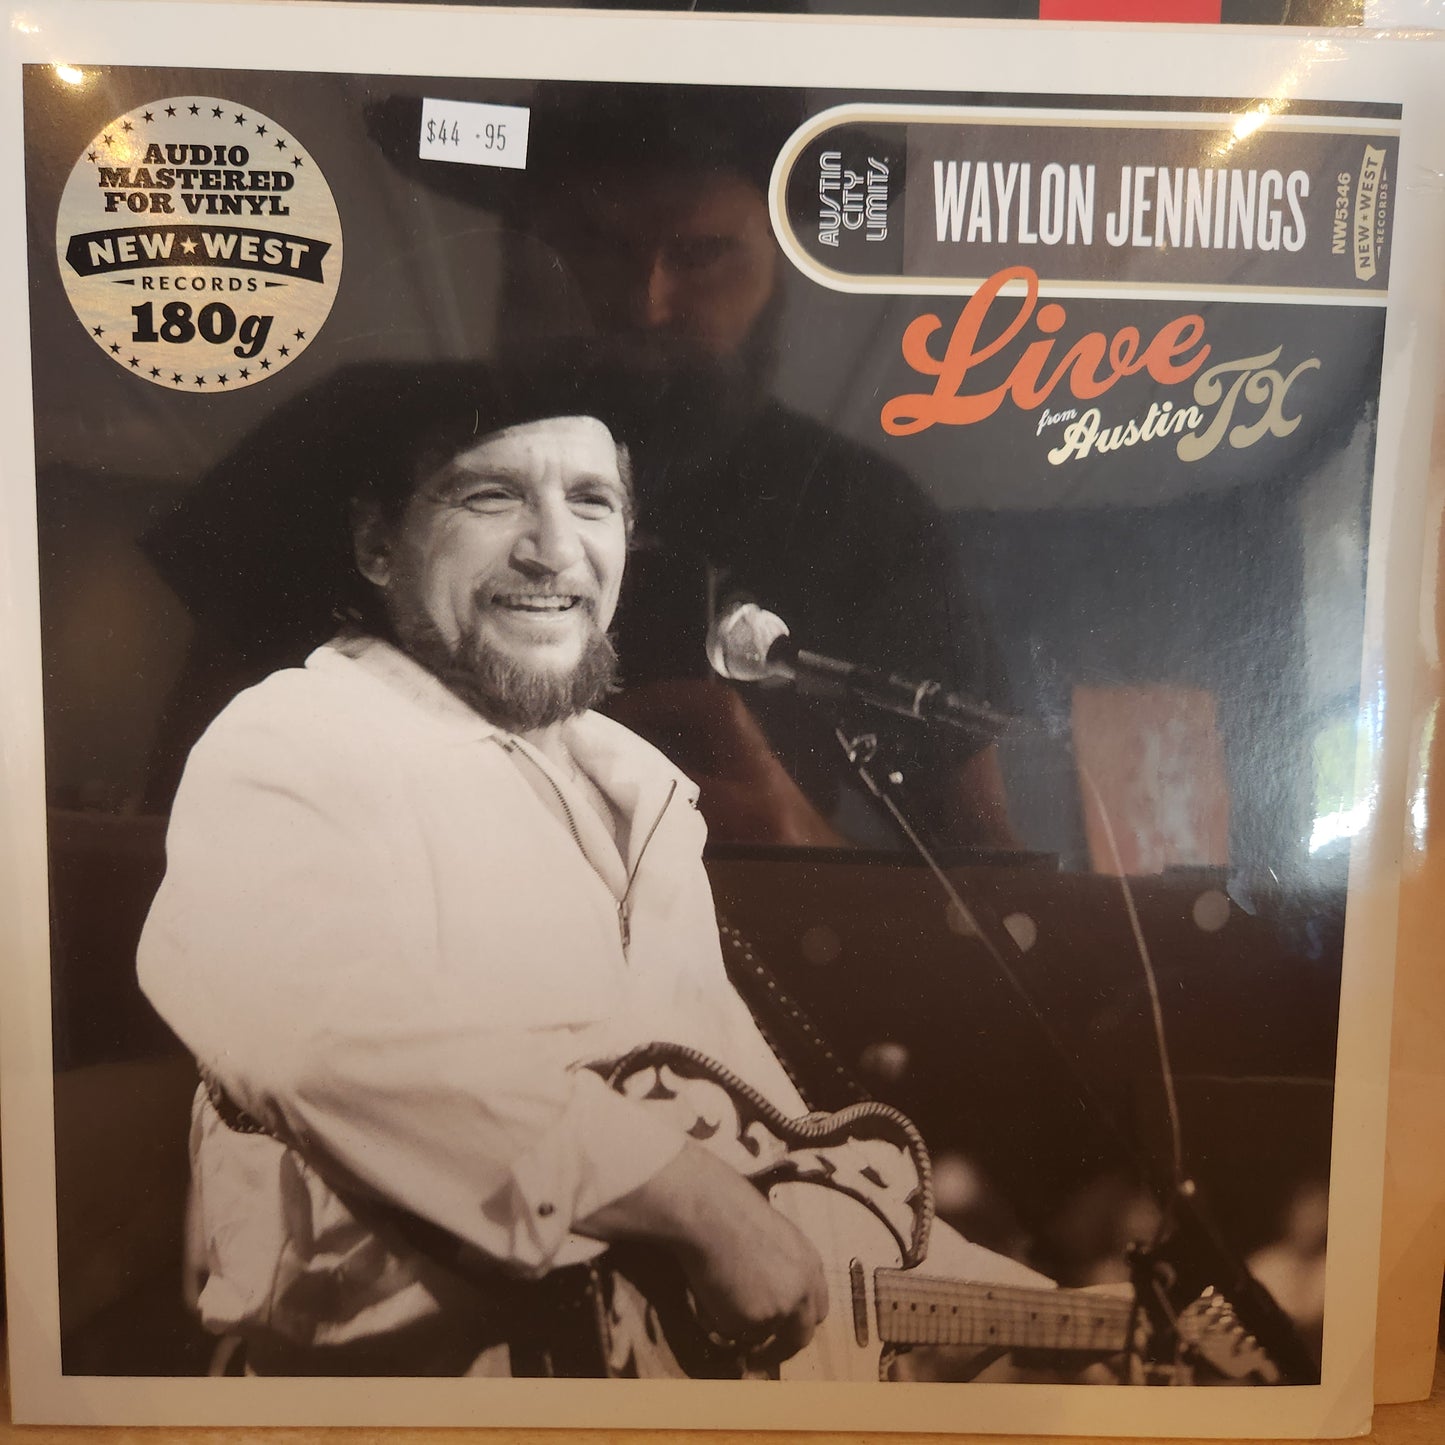 AUDIO
MASTERED
FOR VINYL
NEW★WEST
RECORDS
180g
$44.95
AUSTIN
CITY
LIMITS.
WAYLON JENNINGS
NW5346
NEW★WEST
RECORDS
Live
from Austin TX